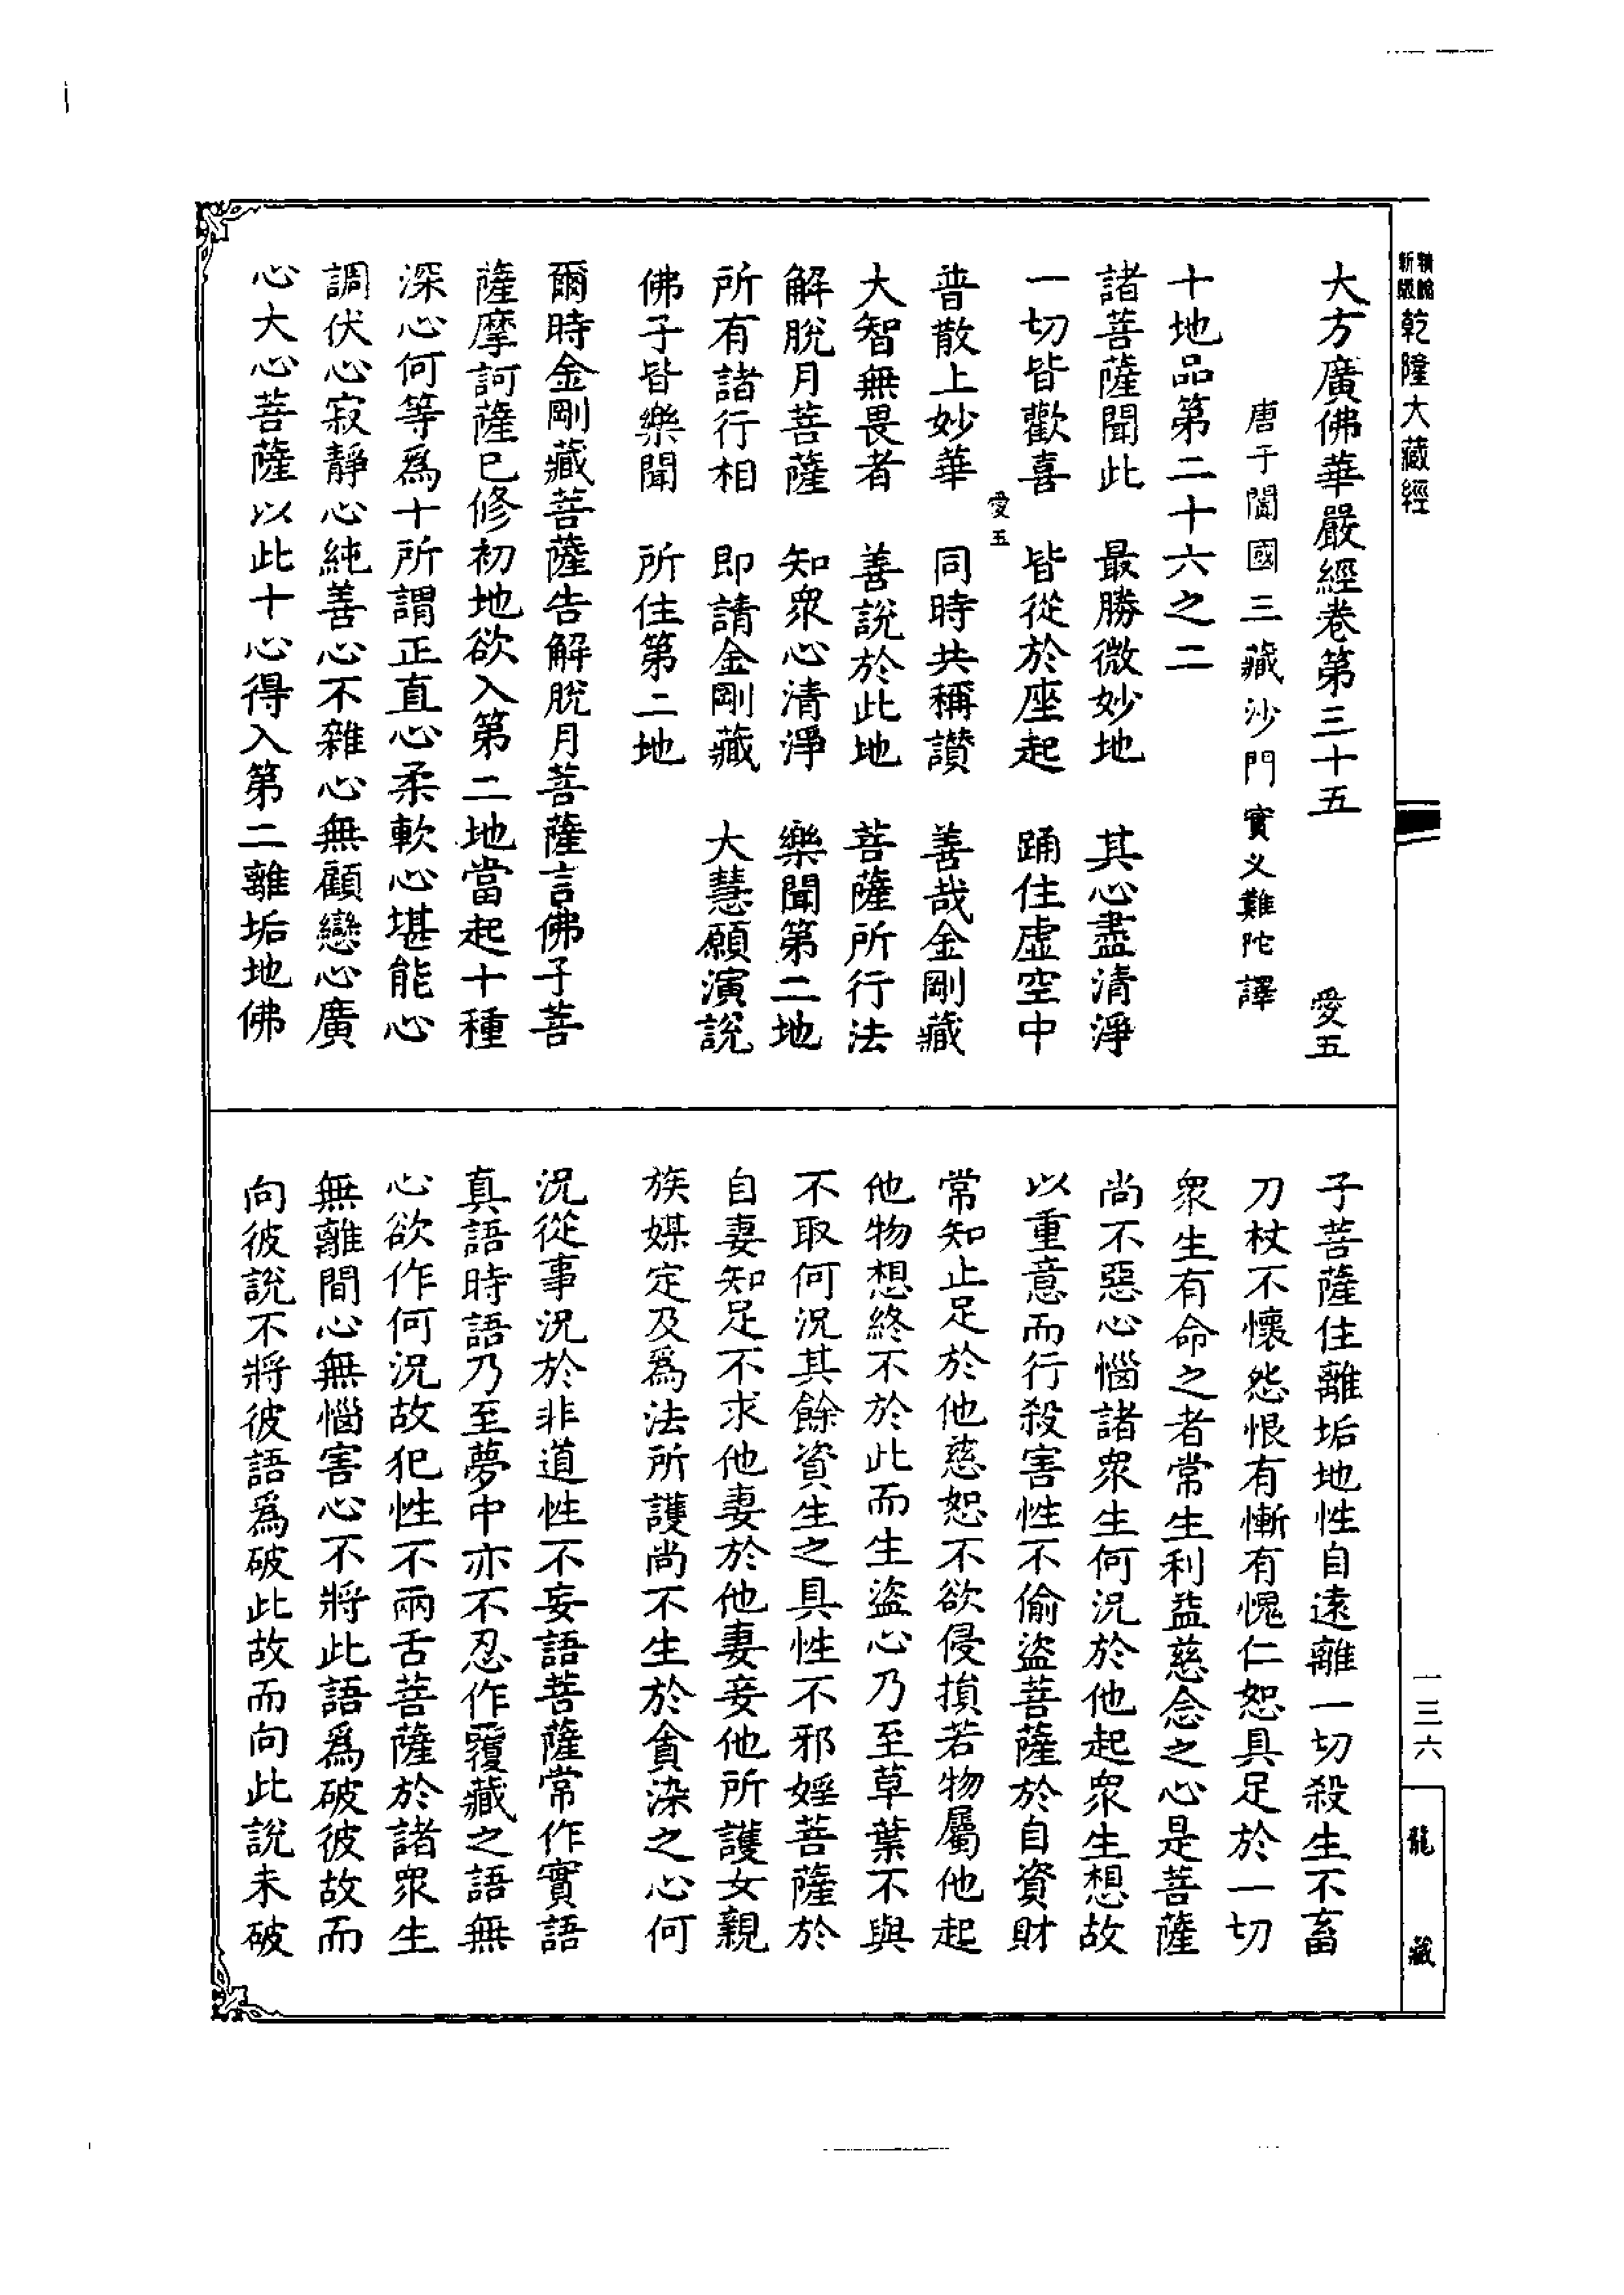 新精
縮
乾隆大藏經
大方廣佛華嚴經卷第三十五 愛五
唐于闐國三藏沙門實叉難陀譯
十地品第二十六之二
諸菩薩聞此 最勝微妙地 其心盡清淨
一切皆歡喜 皆從於座起 踊住虛空中
愛五
普散上妙華 同時共稱讚 善哉金剛藏
大智無畏者 善說於此地 菩薩所行法
解脫月菩薩 知衆心清淨 樂聞第二地
所有諸行相 即請金剛藏 大慧願演說
佛子皆樂聞 所住第二地
爾時金剛藏菩薩告解脫月菩薩言佛子菩
薩摩訶薩已修初地欲入第二地當起十種
深心何等爲十所謂正直心柔軟心堪能心
調伏心寂靜心純善心不雜心無顧戀心廣
心大心菩薩以此十心得入第二離垢地佛
子菩薩住離垢地性自遠離一切殺生不畜
刀杖不懷怨恨有慚有愧仁恕具足於一切
衆生有命之者常生利益慈念之心是菩薩
尚不惡心惱諸衆生何況於他起衆生想故
以重意而行殺害性不偷盜菩薩於自資財
常知止足於他慈恕不欲侵損若物屬他起
他物想終不於此而生盜心乃至草葉不與
不取何況其餘資生之具性不邪婬菩薩於
自妻知足不求他妻於他妻妾他所護女親
族媒定及爲法所護尚不生於貪染之心何
況從事況於非道性不妄語菩薩常作實語
真語時語乃至夢中亦不忍作覆藏之語無
心欲作何況故犯性不兩舌菩薩於諸衆生
無離間心無惱害心不將此語爲破彼故而
向彼說不將彼語爲破此故而向此說未破
一三六
龍藏